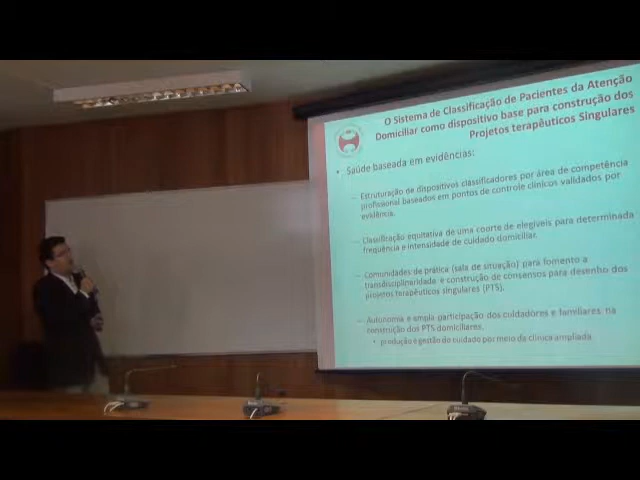 O Sistema de Classificação de Pacientes da Atenção
Domiciliar como dispositivo base para construção dos
Projetos terapêuticos Singulares
• Saúde baseada em evidências:
– Estruturação de dispositivos classificadores por área de competência
profissional baseados em pontos de controle clínicos validados por
evidência.
– Classificação equitativa de uma coorte de elegíveis para determinada
frequência e intensidade de cuidado domiciliar.
– Comunidades de prática (sala de situação) para fomento a
transdisciplinaridade e construção de consensos para desenho dos
projetos terapêuticos singulares (PTS).
– Autonomia e ampla participação dos cuidadores e familiares na
construção dos PTS domiciliares.
• produção e gestão do cuidado por meio da clínica ampliada